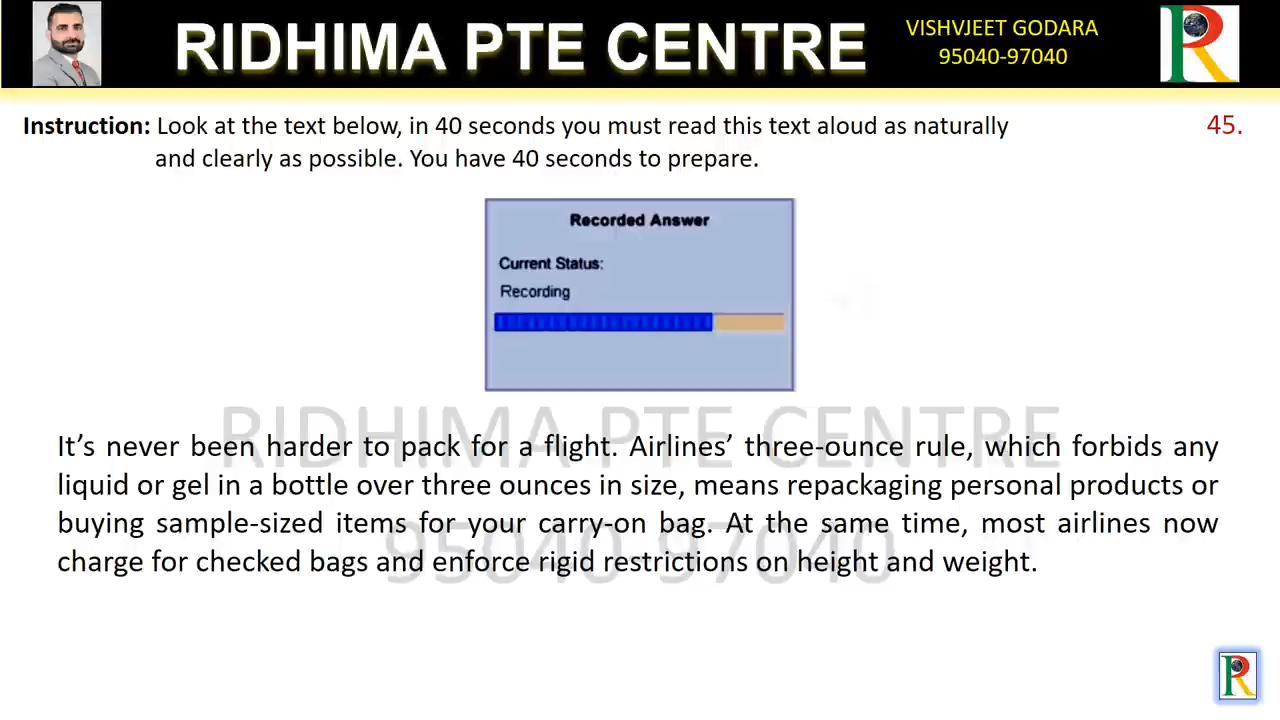 RIDHIMA PTE CENTRE
VISHVJEET GODARA
95040-97040
Instruction: Look at the text below, in 40 seconds you must read this text aloud as naturally
and clearly as possible. You have 40 seconds to prepare.
45.
Recorded Answer
Current Status:
Recording
RIDHIMA PTE CENTRE
It’s never been harder to pack for a flight. Airlines’ three-ounce rule, which forbids any
liquid or gel in a bottle over three ounces in size, means repackaging personal products or
buying sample-sized items for your carry-on bag. At the same time, most airlines now
95040-97040
charge for checked bags and enforce rigid restrictions on height and weight.